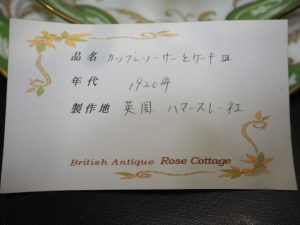 品名 カップソーサーとケーキ皿
年代 1920年
製作地 英国、ハマースレー社
British Antique Rose Cottage